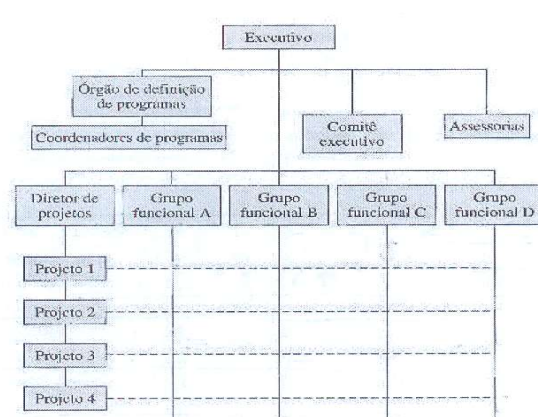 Executivo
Órgão de definição
de programas
Coordenadores de programas
Comitê
executivo
Assessorias
Diretor de
projetos
Grupo
funcional A
Grupo
funcional B
Grupo
funcional C
Grupo
funcional D
Projeto 1
Projeto 2
Projeto 3
Projeto 4